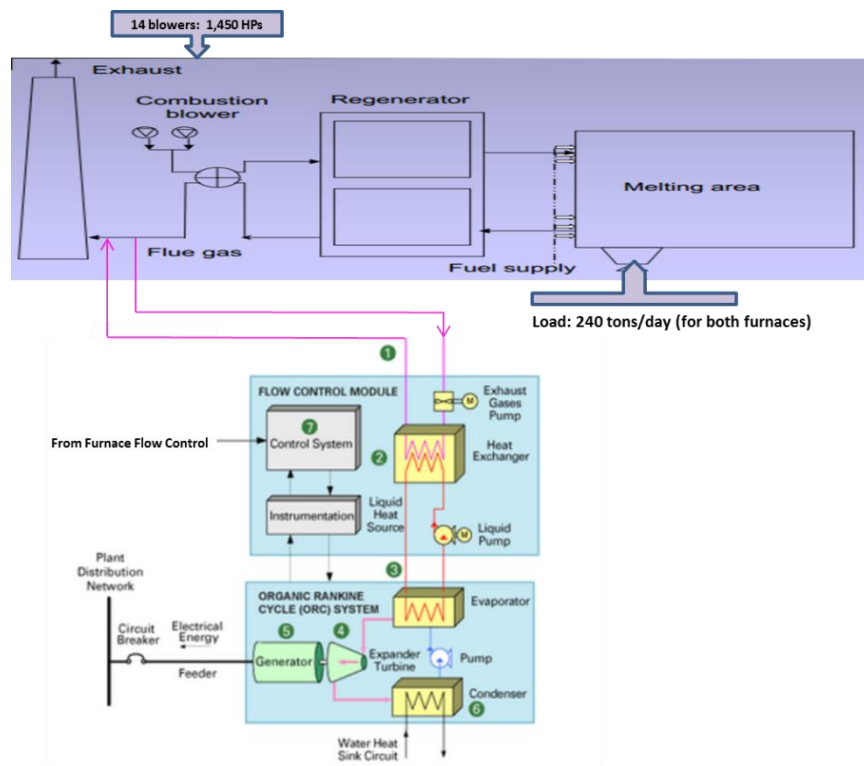 14 blowers: 1,450 HPs
Exhaust
Combustion
blower
Regenerator
Melting area
Flue gas
Fuel supply
Load: 240 tons/day (for both furnaces)
1
FLOW CONTROL MODULE
Exhaust
Gases
Pump
M
7
Control System
From Furnace Flow Control
2
Heat
Exchanger
Instrumentation
Liquid
Heat
Source
M
Liquid
Pump
3
Plant
Distribution
Network
ORGANIC RANKINE
CYCLE (ORC) SYSTEM
Evaporator
Circuit
Breaker
Electrical
Energy
5
4
Generator
Expander
Turbine
Pump
Feeder
Condenser
6
Water Heat
Sink Circuit